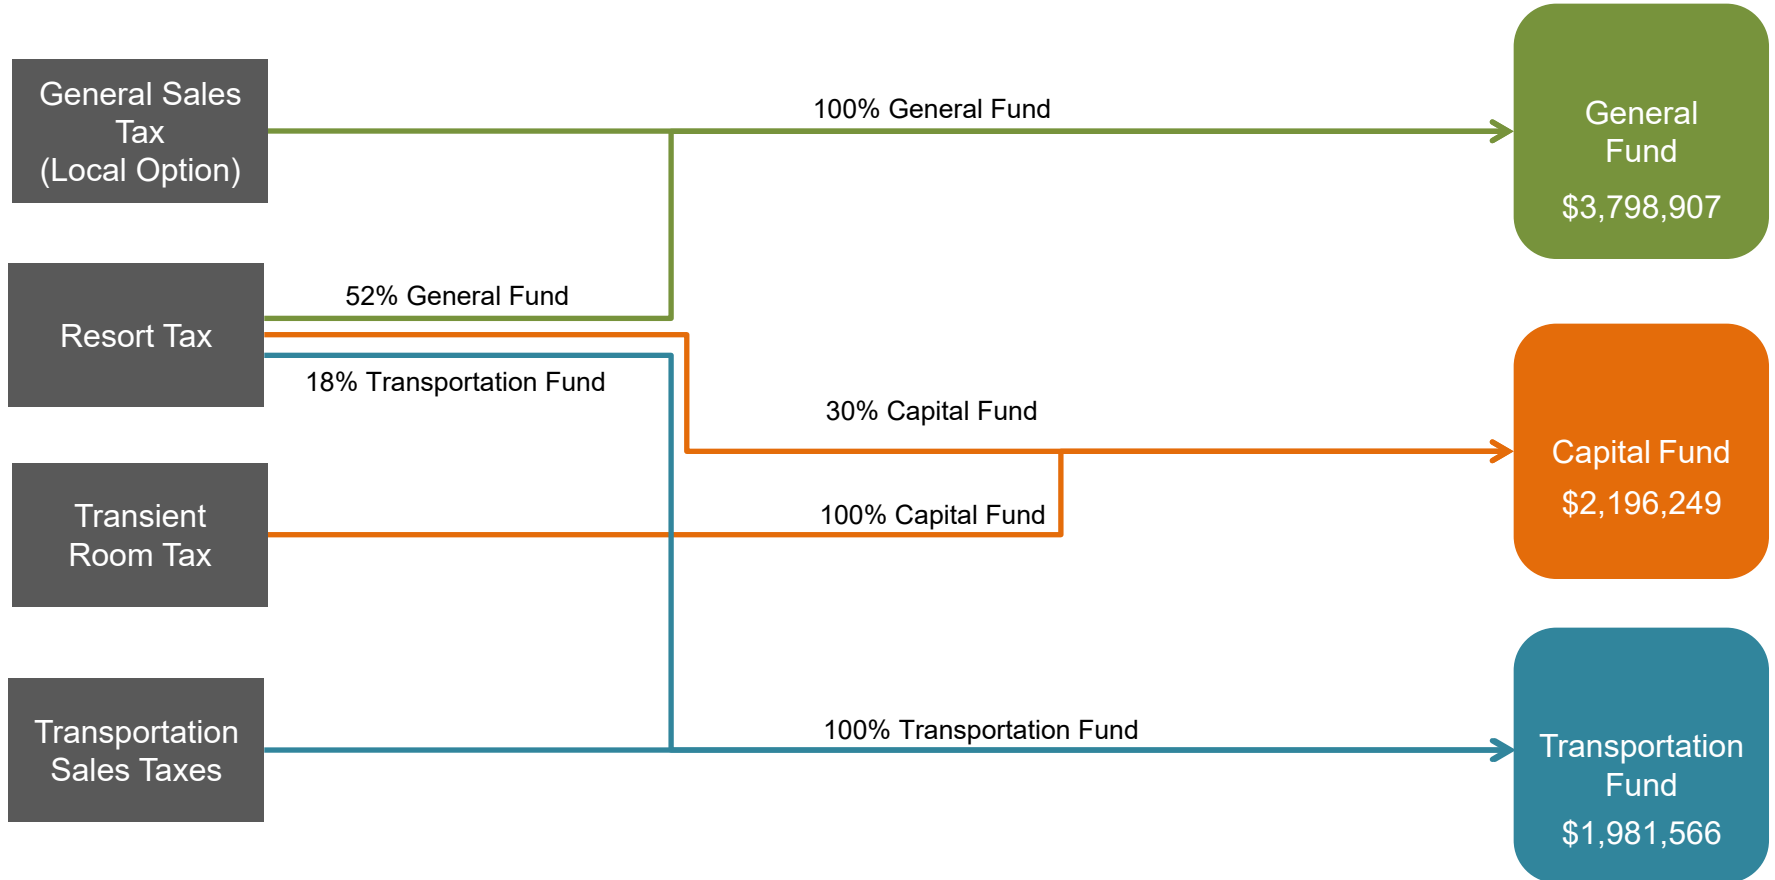 General Sales
Tax
(Local Option)
100% General Fund
General
Fund
$3,798,907
52% General Fund
Resort Tax
18% Transportation Fund
30% Capital Fund
Capital Fund
$2,196,249
Transient
Room Tax
100% Capital Fund
Transportation
Sales Taxes
100% Transportation Fund
Transportation
Fund
$1,981,566